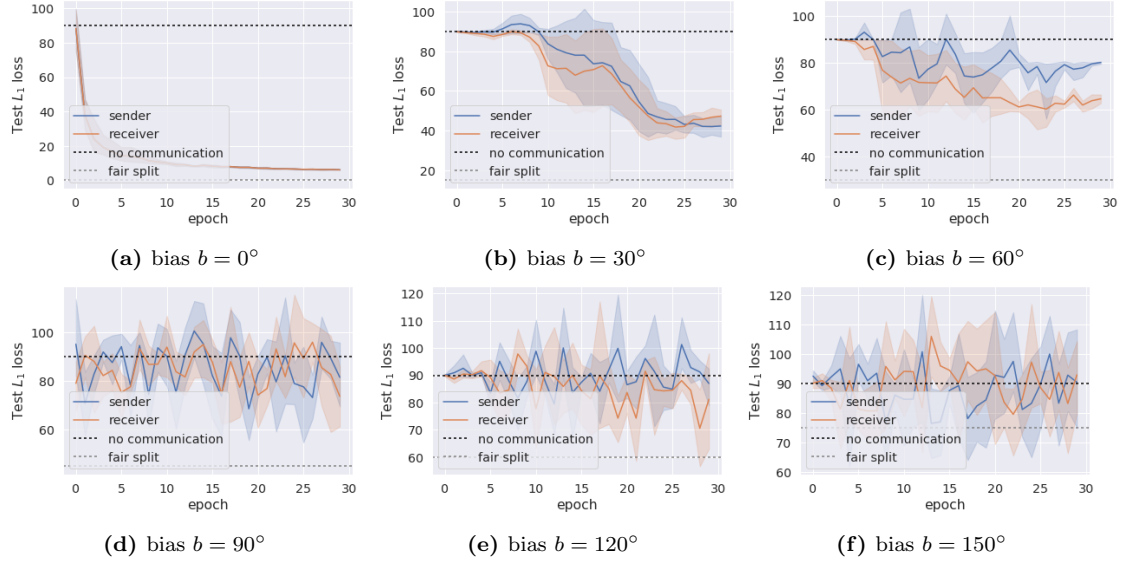 100
80
60
40
20
0
Test L₁ loss
sender
receiver
no communication
fair split
0 5 10 15 20 25 30
epoch
(a) bias b = 0°
100
80
60
40
20
Test L₁ loss
sender
receiver
no communication
fair split
0 5 10 15 20 25 30
epoch
(b) bias b = 30°
100
80
60
40
Test L₁ loss
sender
receiver
no communication
fair split
0 5 10 15 20 25 30
epoch
(c) bias b = 60°
100
80
60
Test L₁ loss
sender
receiver
no communication
fair split
0 5 10 15 20 25 30
epoch
(d) bias b = 90°
120
110
100
90
80
70
60
Test L₁ loss
sender
receiver
no communication
fair split
0 5 10 15 20 25 30
epoch
(e) bias b = 120°
120
110
100
90
80
70
60
Test L₁ loss
sender
receiver
no communication
fair split
0 5 10 15 20 25 30
epoch
(f) bias b = 150°